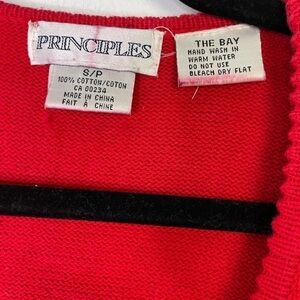 PRINCIPLES
S/P
100% COTTON/COTON
CA 00234
MADE IN CHINA
FAIT À CHINE
THE BAY
HAND WASH IN
WARM WATER
DO NOT USE
BLEACH DRY FLAT